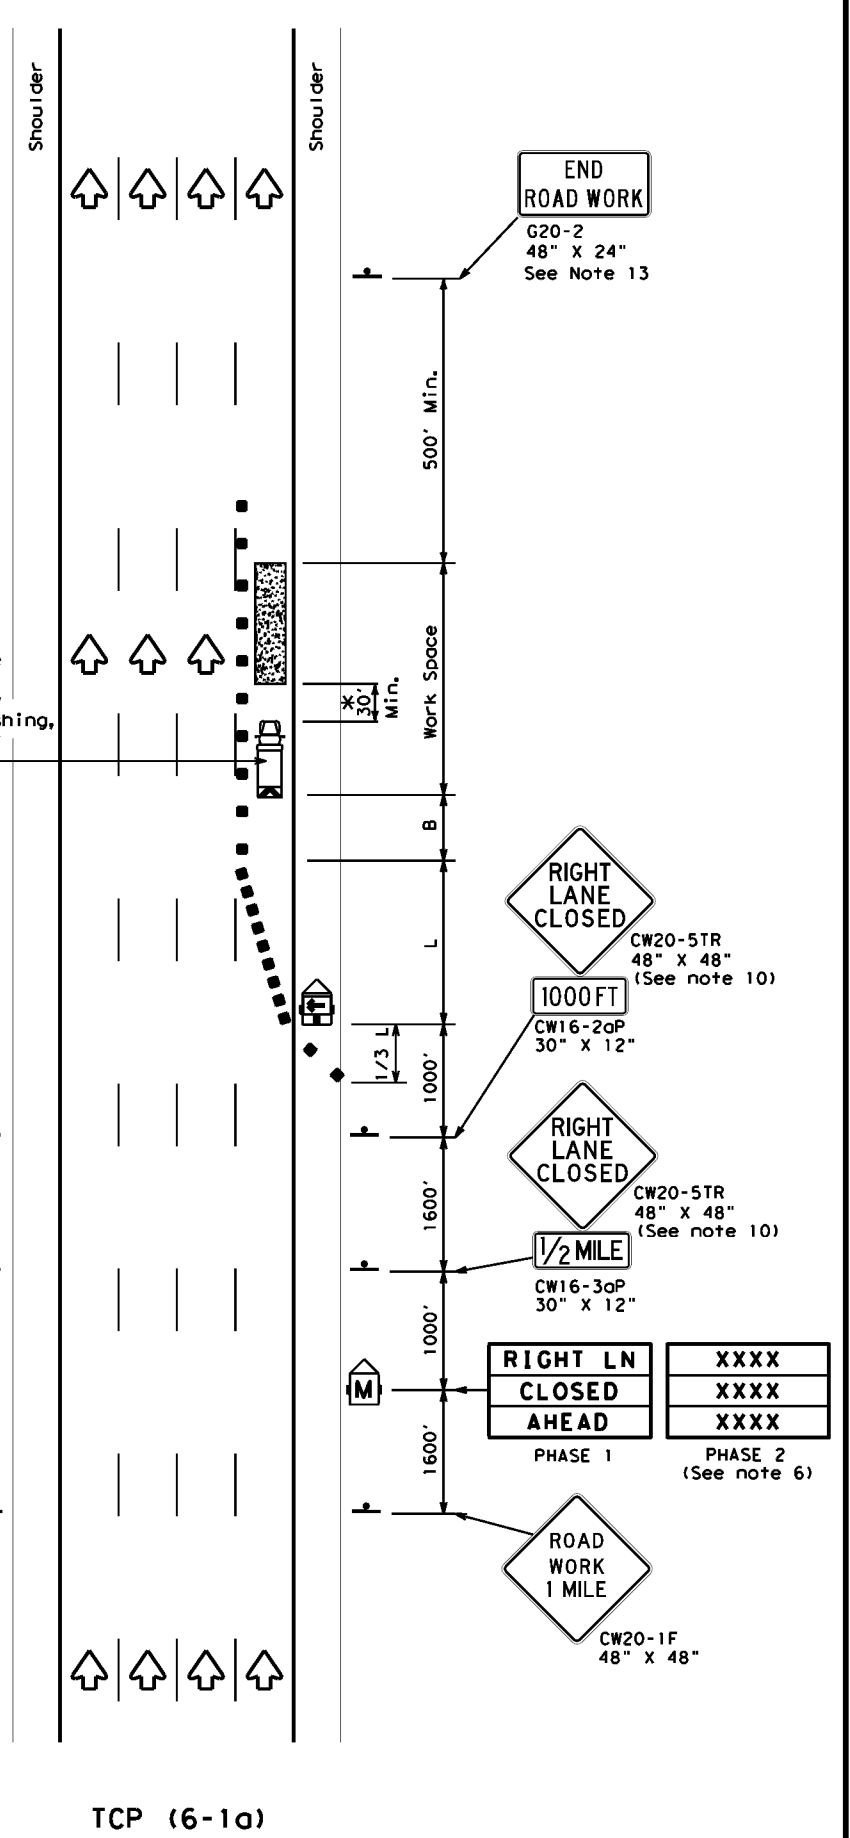 Shoulder
Shoulder
END
ROAD WORK
G20-2
48" X 24"
See Note 13
500' Min.
Work Space
hing,
*
30'
Min.
B
RIGHT
LANE
CLOSED
CW20-5TR
48" X 48"
(See note 10)
L
1000 FT
CW16-2aP
30" X 12"
1/3 L
1000'
RIGHT
LANE
CLOSED
CW20-5TR
48" X 48"
(See note 10)
1600'
1/2 MILE
CW16-3aP
30" X 12"
1000'
M
RIGHT LN
CLOSED
AHEAD
PHASE 1
XXXX
XXXX
XXXX
PHASE 2
(See note 6)
1600'
ROAD
WORK
1 MILE
CW20-1F
48" X 48"
TCP (6-1a)